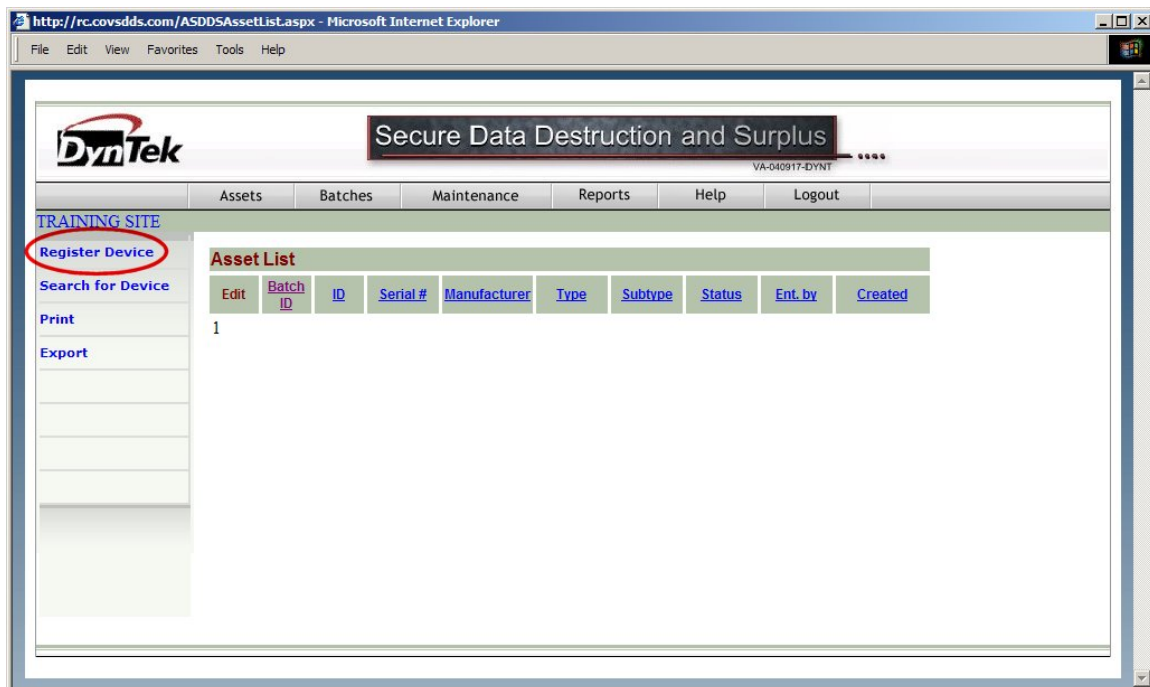 http://rc.covsdds.com/ASDDSAssetList.aspx - Microsoft Internet Explorer
File Edit View Favorites Tools Help
DynTek
Secure Data Destruction and Surplus
VA-040917-DYNT
Assets Batches Maintenance Reports Help Logout
TRAINING SITE
Register Device
Search for Device
Print
Export
Asset List
Edit Batch ID ID Serial # Manufacturer Type Subtype Status Ent. by Created
1